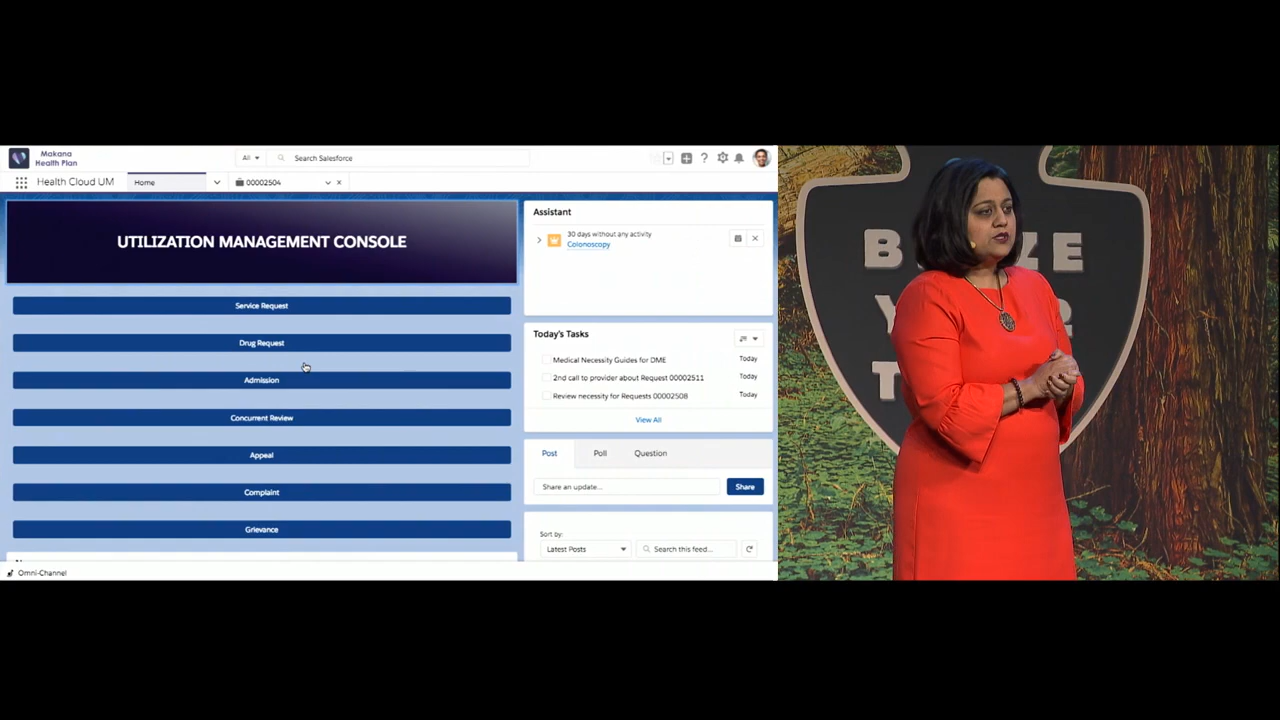 Makana
Health Plan
All
Search Salesforce
Health Cloud UM
Home
00002504
UTILIZATION MANAGEMENT CONSOLE
Service Request
Drug Request
Admission
Concurrent Review
Appeal
Complaint
Grievance
Omni-Channel
Assistant
30 days without any activity
Colonoscopy
Today's Tasks
Medical Necessity Guides for DME
Today
2nd call to provider about Request 00002511
Today
Review necessity for Requests 00002508
Today
View All
Post
Poll
Question
Share an update...
Share
Sort by:
Latest Posts
Search this feed...